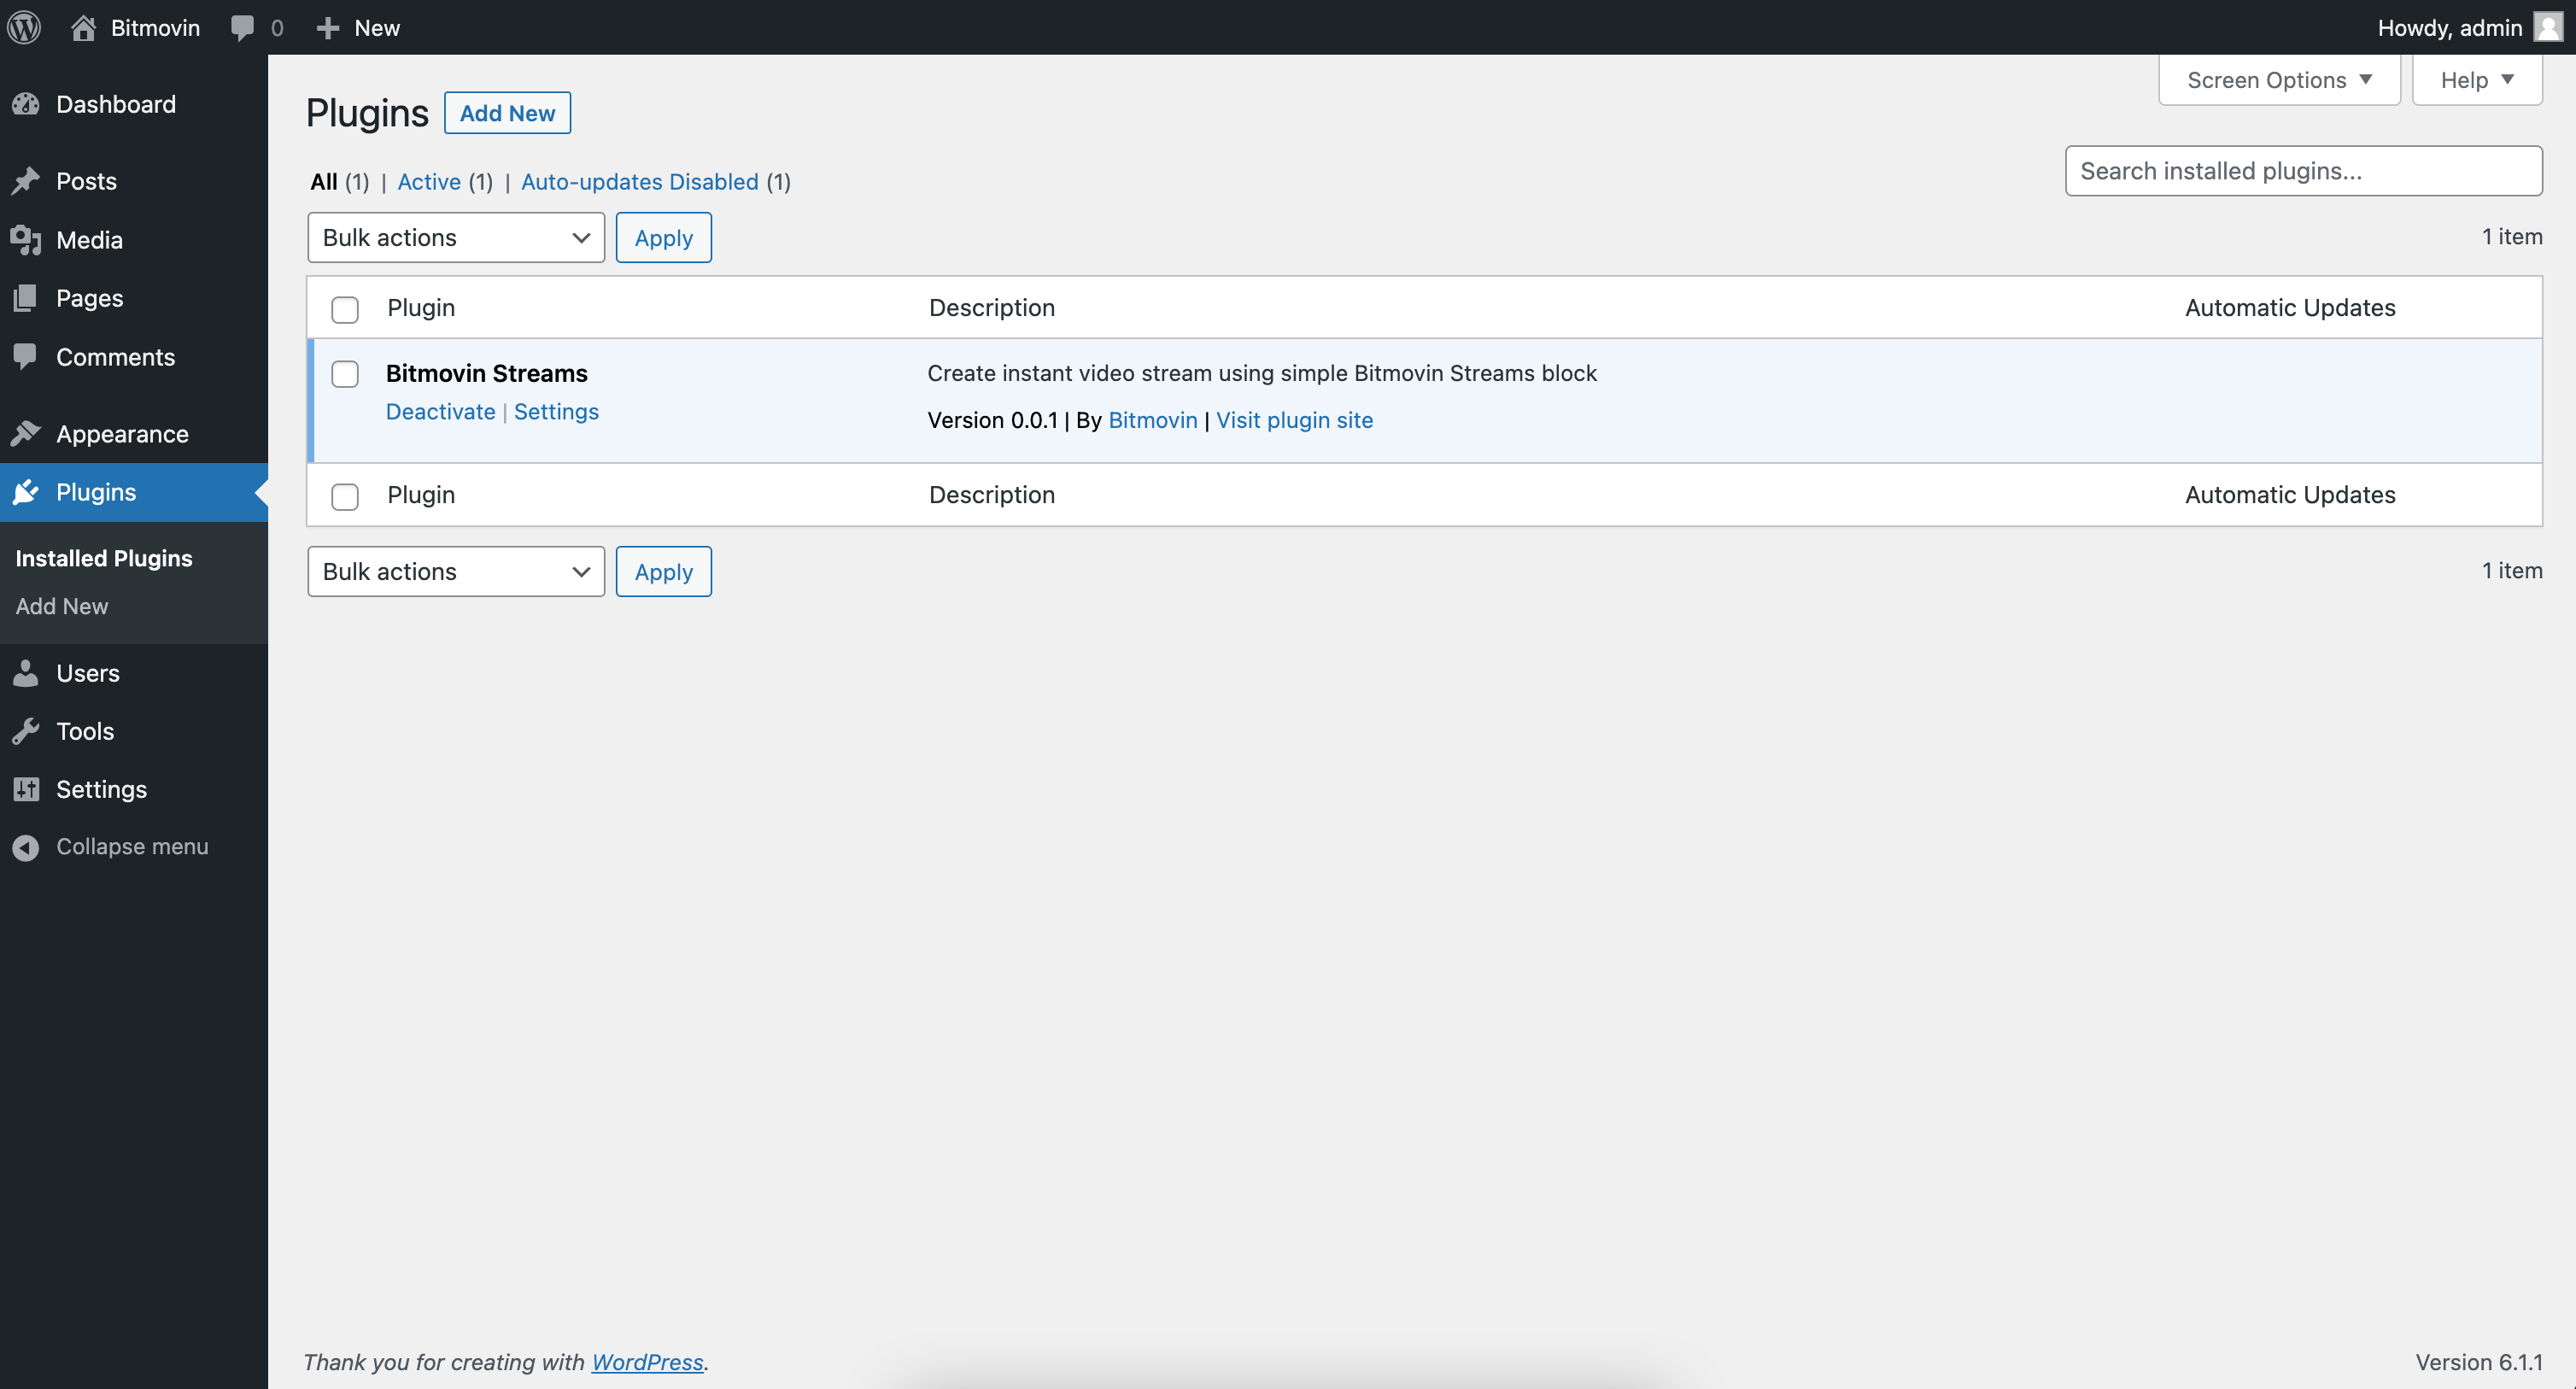 Bitmovin 0 New Howdy, admin
Dashboard
Posts
Media
Pages
Comments
Appearance
Plugins
Installed Plugins
Add New
Users
Tools
Settings
Collapse menu
Screen Options Help
Plugins Add New
All (1) | Active (1) | Auto-updates Disabled (1)
Search installed plugins...
Bulk actions Apply 1 item
Plugin Description Automatic Updates
Bitmovin Streams Create instant video stream using simple Bitmovin Streams block
Deactivate | Settings Version 0.0.1 | By Bitmovin | Visit plugin site
Plugin Description Automatic Updates
Bulk actions Apply 1 item
Thank you for creating with WordPress. Version 6.1.1